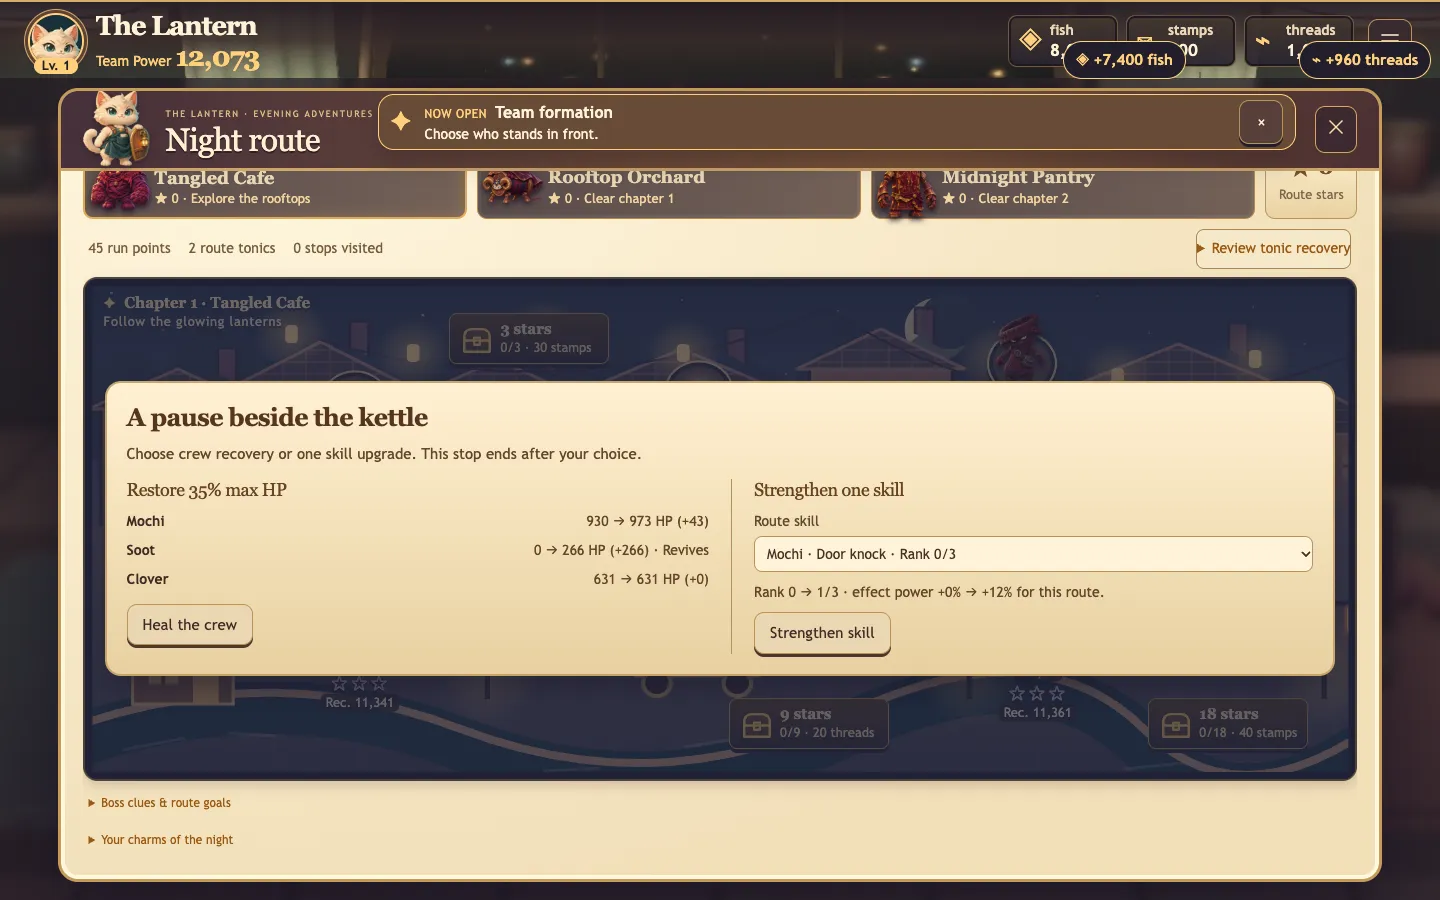 The Lantern
Lv. 1
Team Power 12,073
fish
8,
stamps
00
threads
1,
+7,400 fish
+960 threads
THE LANTERN · EVENING ADVENTURES
Night route
NOW OPEN Team formation
Choose who stands in front.
×
Tangled Cafe
★ 0 · Explore the rooftops
Rooftop Orchard
★ 0 · Clear chapter 1
Midnight Pantry
★ 0 · Clear chapter 2
Route stars
45 run points 2 route tonics 0 stops visited
▶ Review tonic recovery
Chapter 1 · Tangled Cafe
Follow the glowing lanterns
3 stars
0/3 · 30 stamps
A pause beside the kettle
Choose crew recovery or one skill upgrade. This stop ends after your choice.
Restore 35% max HP
Mochi 930 → 973 HP (+43)
Soot 0 → 266 HP (+266) · Revives
Clover 631 → 631 HP (+0)
Heal the crew
Strengthen one skill
Route skill
Mochi · Door knock · Rank 0/3
Rank 0 → 1/3 · effect power +0% → +12% for this route.
Strengthen skill
☆☆☆
Rec. 11,341
9 stars
0/9 · 20 threads
☆☆☆
Rec. 11,361
18 stars
0/18 · 40 stamps
▶ Boss clues & route goals
▶ Your charms of the night